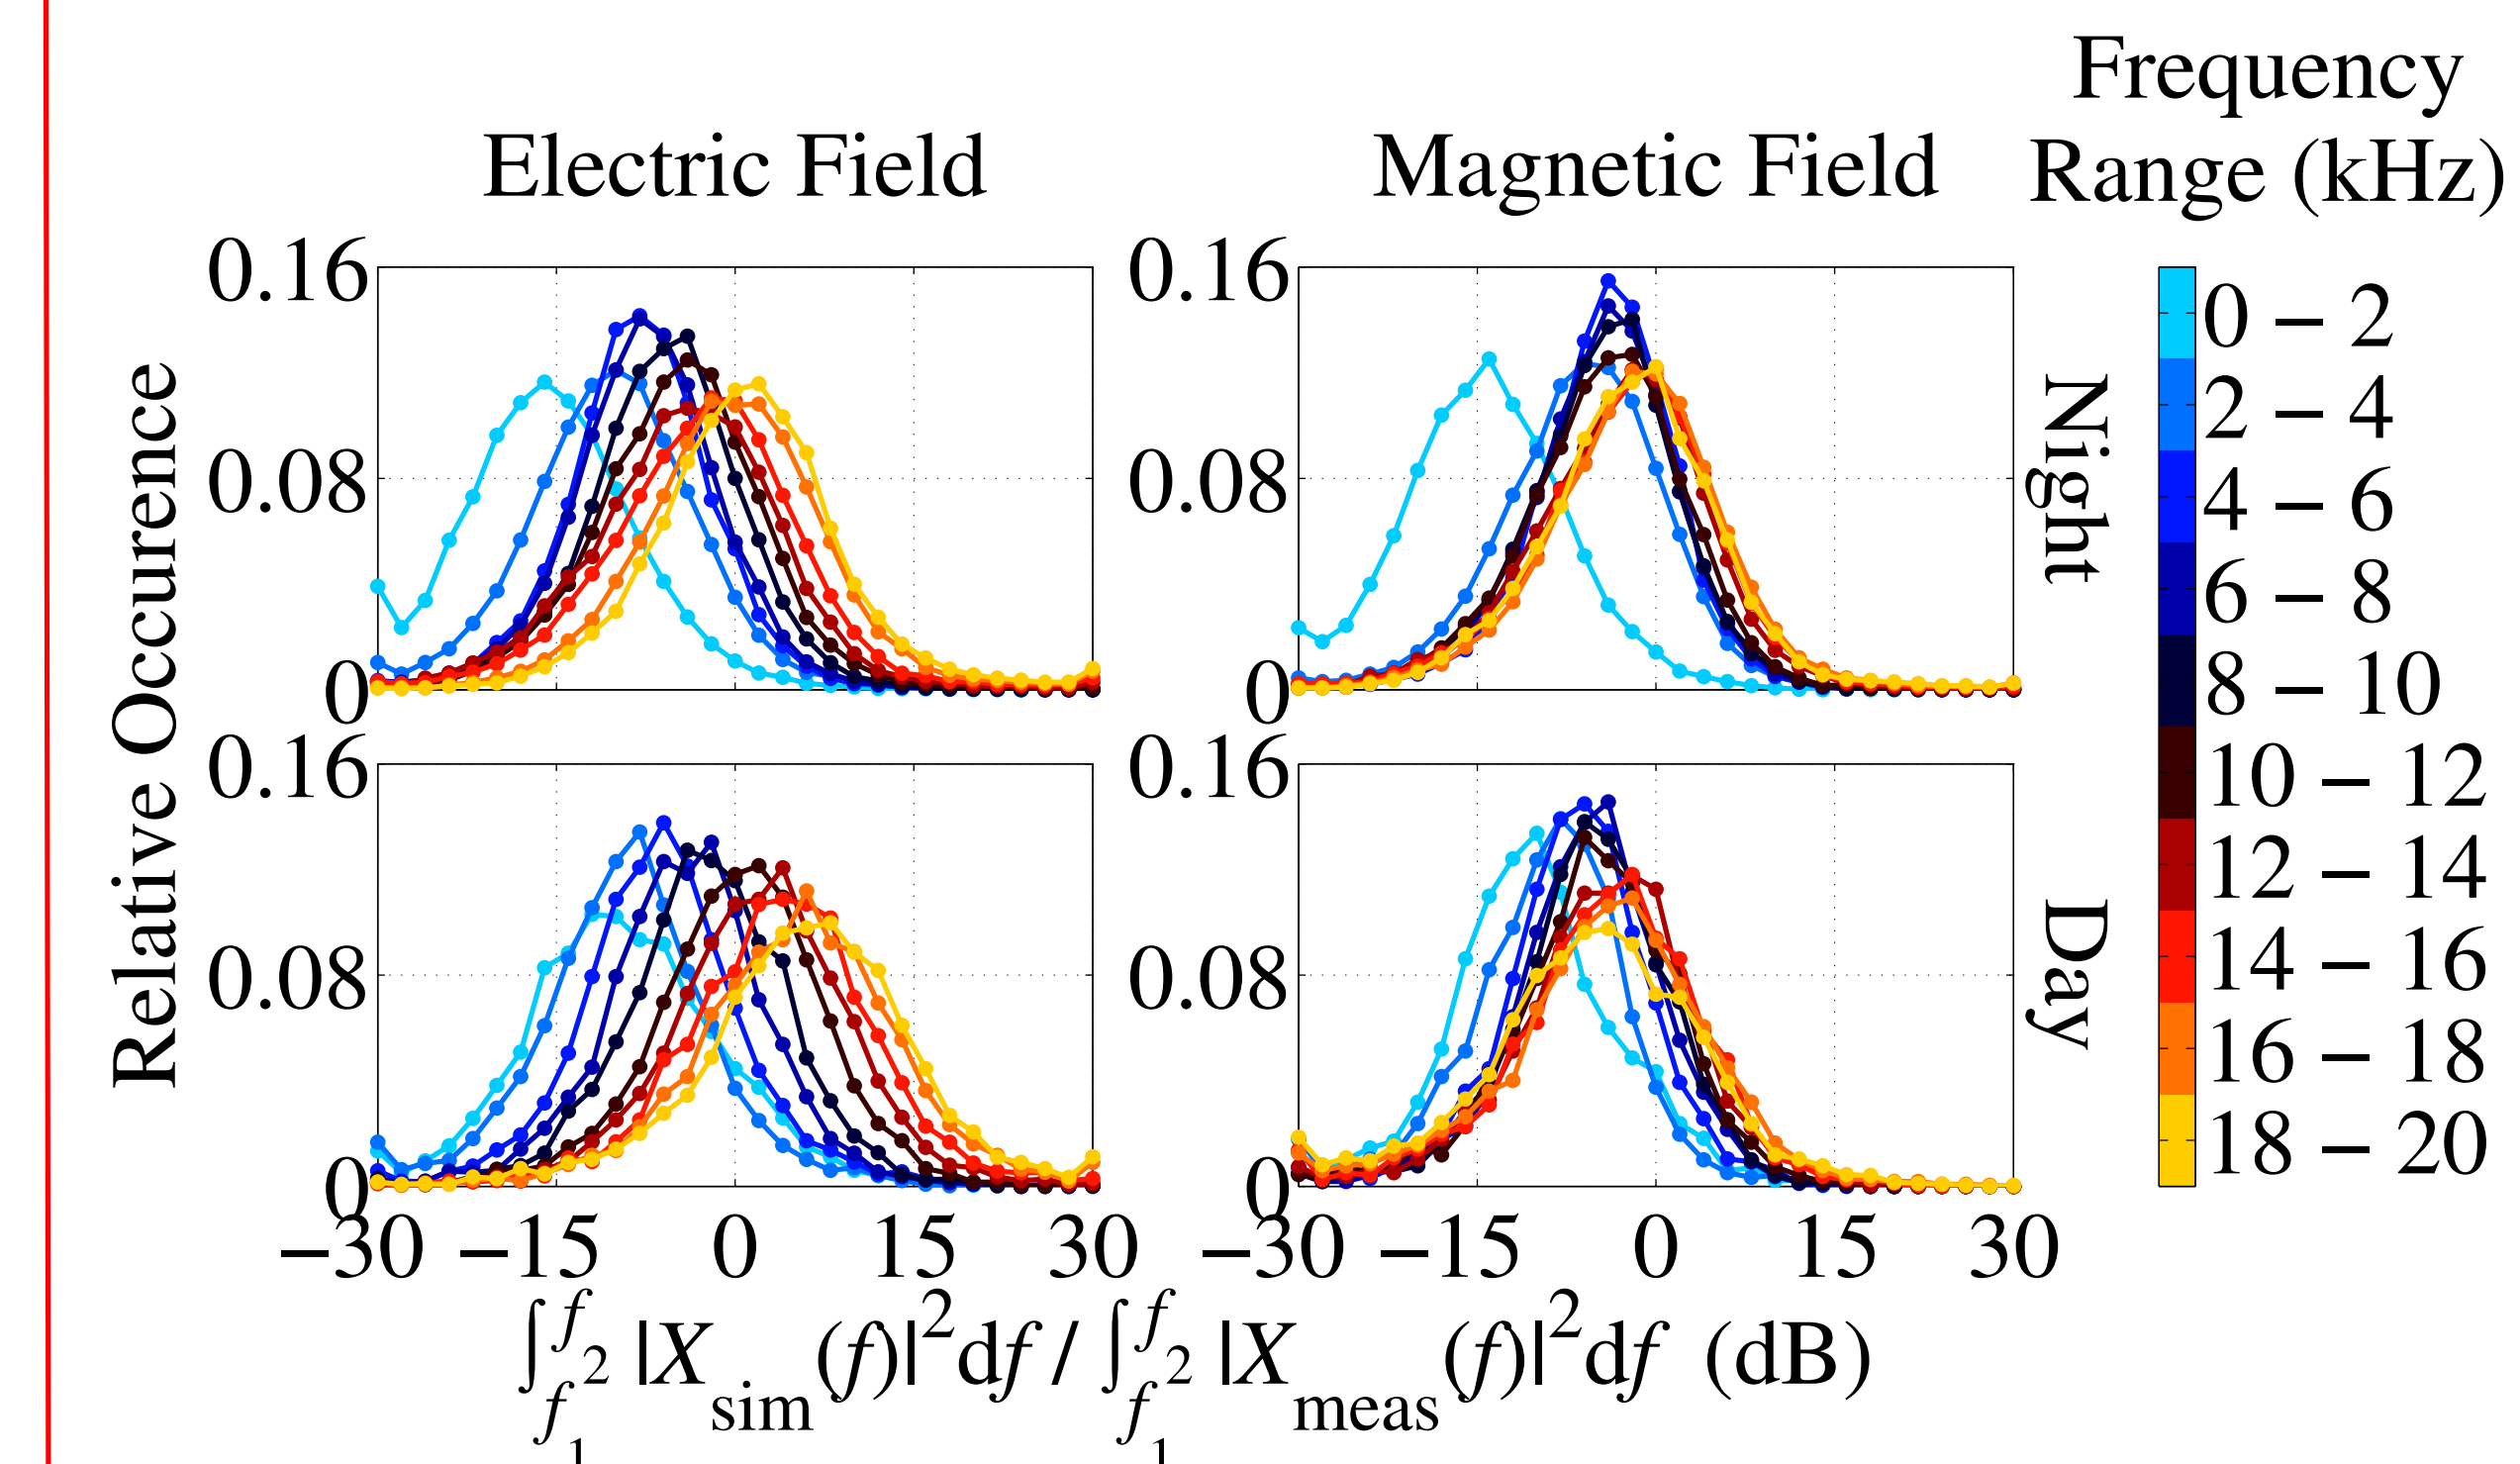 Frequency
Electric Field Magnetic Field Range (kHz)
0.16 0.16
0.08 0.08
0 0
0.16 0.16
0.08 0.08
0 0
−30 −15 0 15 30 −30 −15 0 15 30
Relative Occurrence
Night
Day
0 − 2
2 − 4
4 − 6
6 − 8
8 − 10
10 − 12
12 − 14
14 − 16
16 − 18
18 − 20
∫f1f2 |Xsim(f)|2df / ∫f1f2 |Xmeas(f)|2df (dB)